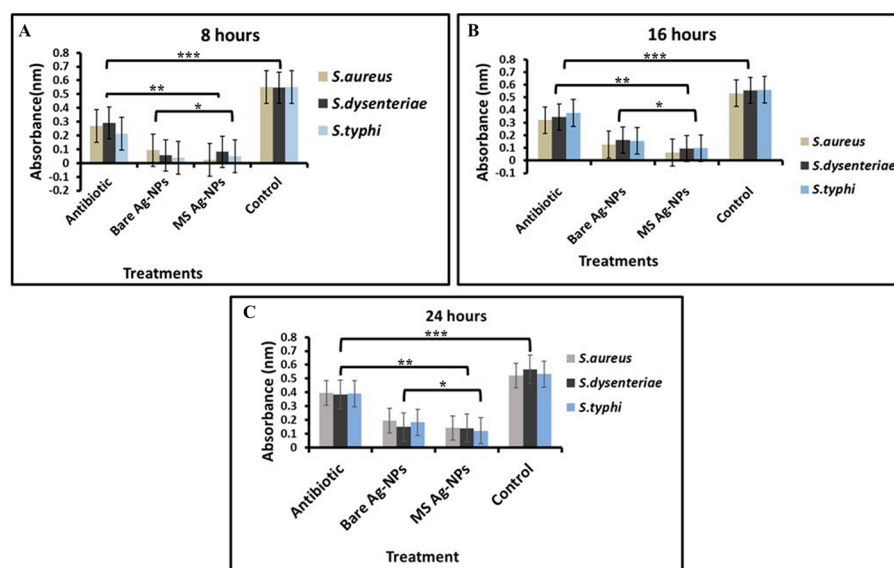 A
8 hours
Absorbance(nm)
0.8
0.7
0.6
0.5
0.4
0.3
0.2
0.1
0
-0.1
-0.2
***
**
*
S.aureus
S.dysenteriae
S.typhi
Antibiotic
Bare Ag-NPs
MS Ag-NPs
Control
Treatments
B
16 hours
Absorbance (nm)
0.8
0.7
0.6
0.5
0.4
0.3
0.2
0.1
0
-0.1
***
**
*
S.aureus
S.dysenteriae
S.typhi
Antibiotic
Bare Ag-NPs
MS Ag-NPs
Control
Treatments
C
24 hours
Absorbance (nm)
0.8
0.7
0.6
0.5
0.4
0.3
0.2
0.1
0
***
**
*
S.aureus
S.dysenteriae
S.typhi
Antibiotic
Bare Ag-NPs
MS Ag-NPs
Control
Treatment